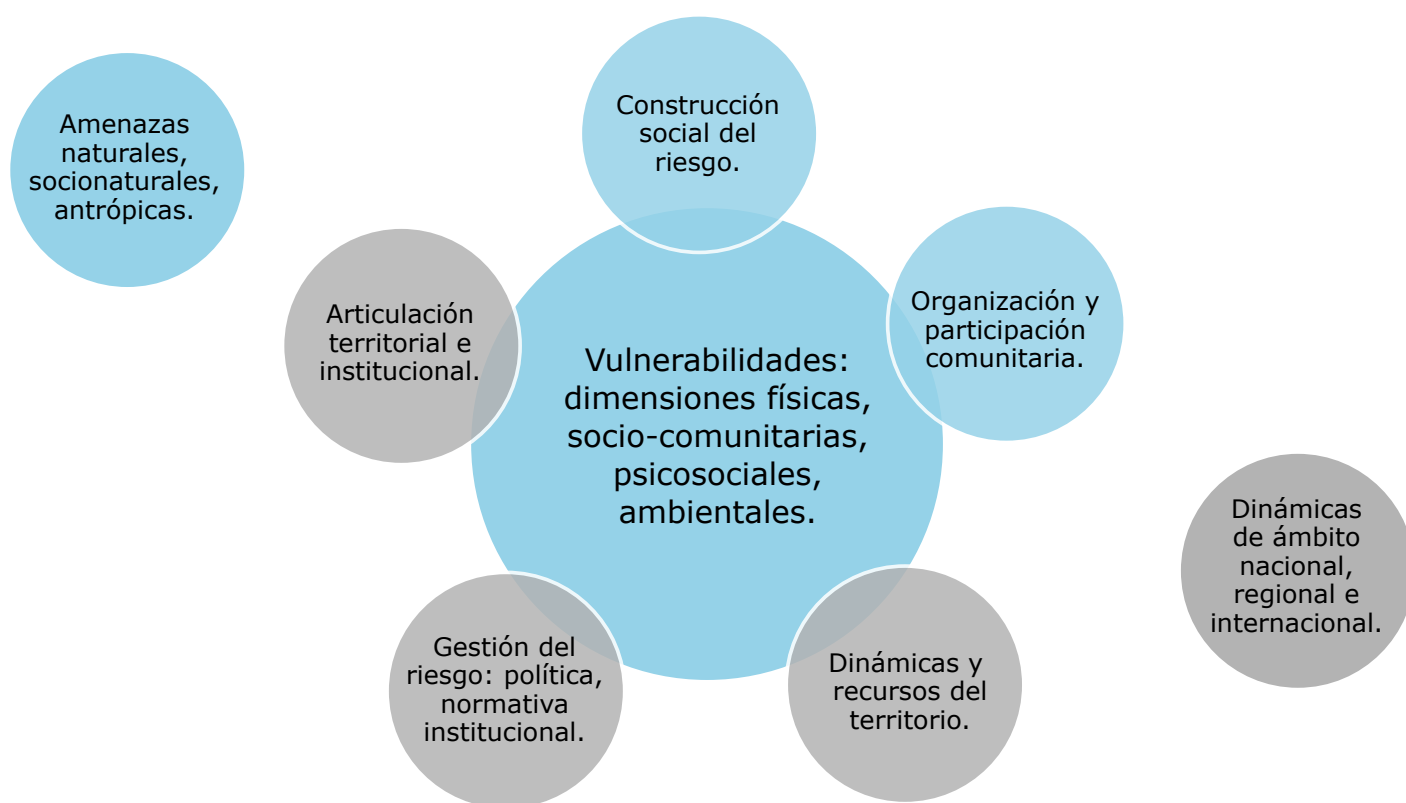 Construcción
social del
riesgo.
Amenazas
naturales,
socionaturales,
antrópicas.
Organización y
participación
comunitaria.
Articulación
territorial e
institucional.
Vulnerabilidades:
dimensiones físicas,
socio-comunitarias,
psicosociales,
ambientales.
Dinámicas
de ámbito
nacional,
regional e
internacional.
Gestión del
riesgo: política,
normativa
institucional.
Dinámicas y
recursos del
territorio.